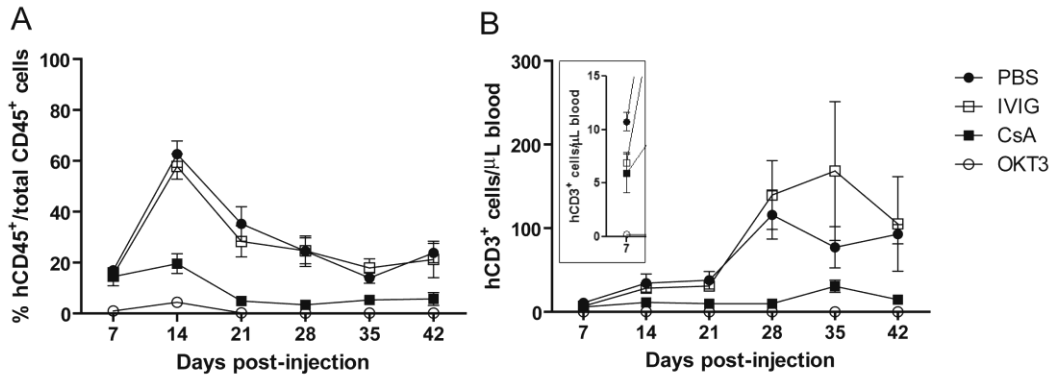 A
% hCD45⁺/total CD45⁺ cells
100
80
60
40
20
0
7 14 21 28 35 42
Days post-injection
B
hCD3⁺ cells/μL blood
300
200
100
0
7 14 21 28 35 42
Days post-injection
hCD3⁺ cells/μL blood
15
10
5
0
7
PBS
IVIG
CsA
OKT3